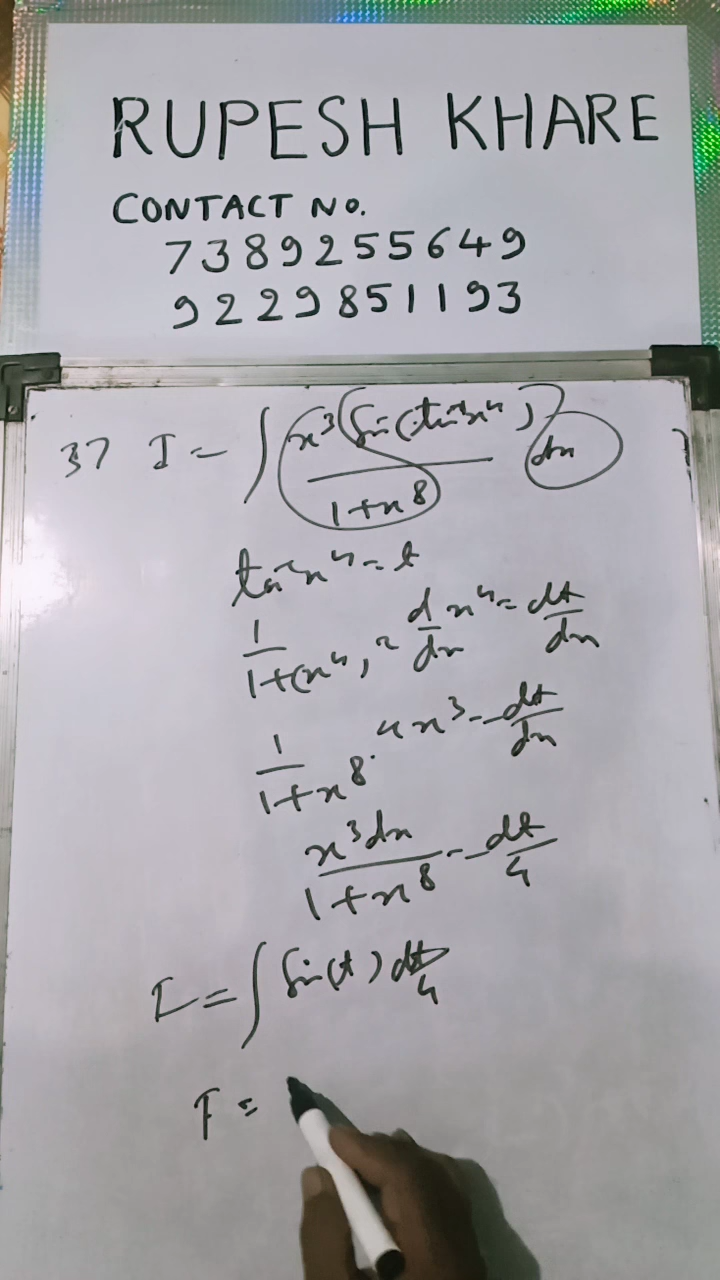 RUPESH KHARE
CONTACT NO.
7389255649
9229851193
37 I = ∫ x³ (Sin(tan⁻¹x⁴)) / 1+x⁸ dx
tan⁻¹x⁴ = t
1/1+(x⁴)² d/dx x⁴ = dt/dx
1/1+x⁸ . 4x³ = dt/dx
x³dx/1+x⁸ = dt/4
I = ∫ Sin(t) dt/4
I =